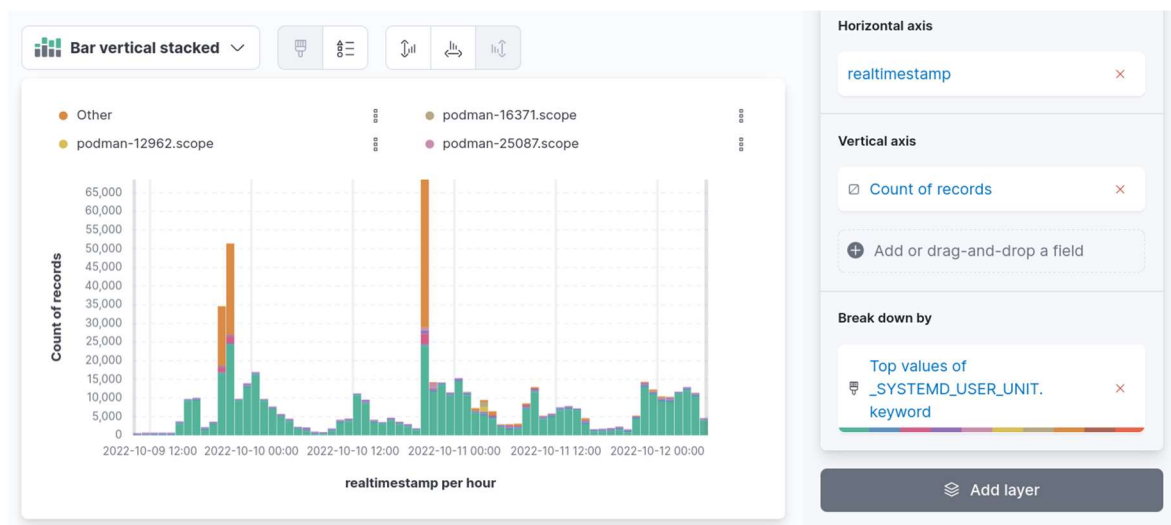 Bar vertical stacked
Other
podman-16371.scope
podman-12962.scope
podman-25087.scope
65,000
60,000
55,000
50,000
45,000
40,000
35,000
30,000
25,000
20,000
15,000
10,000
5,000
0
Count of records
2022-10-09 12:00 2022-10-10 00:00 2022-10-10 12:00 2022-10-11 00:00 2022-10-11 12:00 2022-10-12 00:00
realtimestamp per hour
Horizontal axis
realtimestamp
Vertical axis
Count of records
Add or drag-and-drop a field
Break down by
Top values of
_SYSTEMD_USER_UNIT.
keyword
Add layer